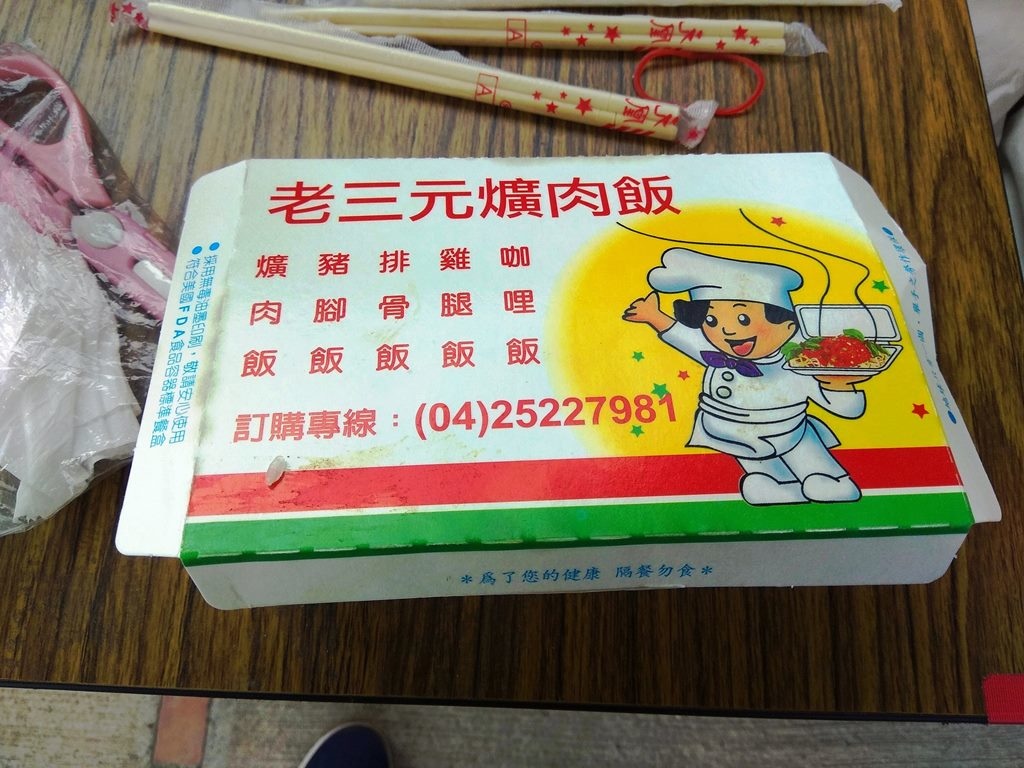 老三元爌肉飯
爌 豬 排 雞 咖
肉 腳 骨 腿 哩
飯 飯 飯 飯 飯
訂購專線：(04)25227981
*為了您的健康 隔餐勿食*
●採用無毒油墨印刷，敬請安心使用
●符合美國FDA食品容器標準餐盒
A
永鳳
A